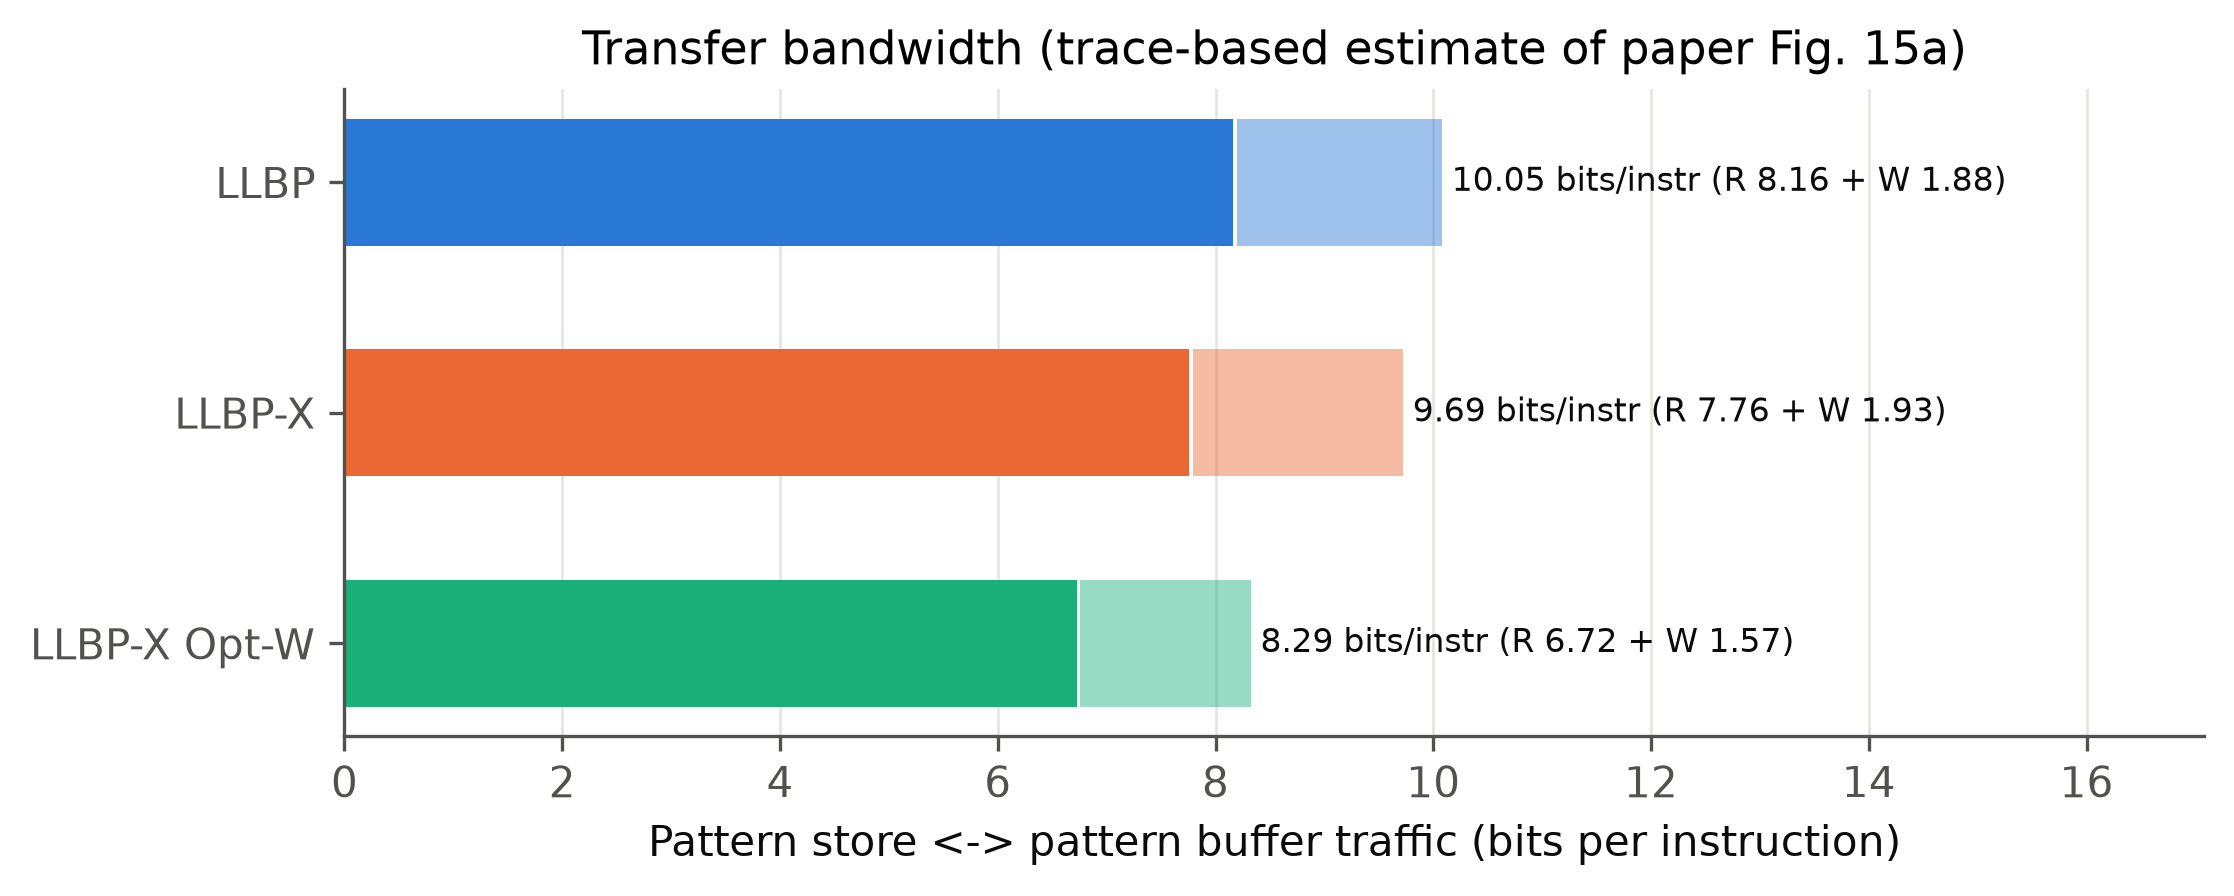 Transfer bandwidth (trace-based estimate of paper Fig. 15a)
LLBP
10.05 bits/instr (R 8.16 + W 1.88)
LLBP-X
9.69 bits/instr (R 7.76 + W 1.93)
LLBP-X Opt-W
8.29 bits/instr (R 6.72 + W 1.57)
0 2 4 6 8 10 12 14 16
Pattern store <-> pattern buffer traffic (bits per instruction)